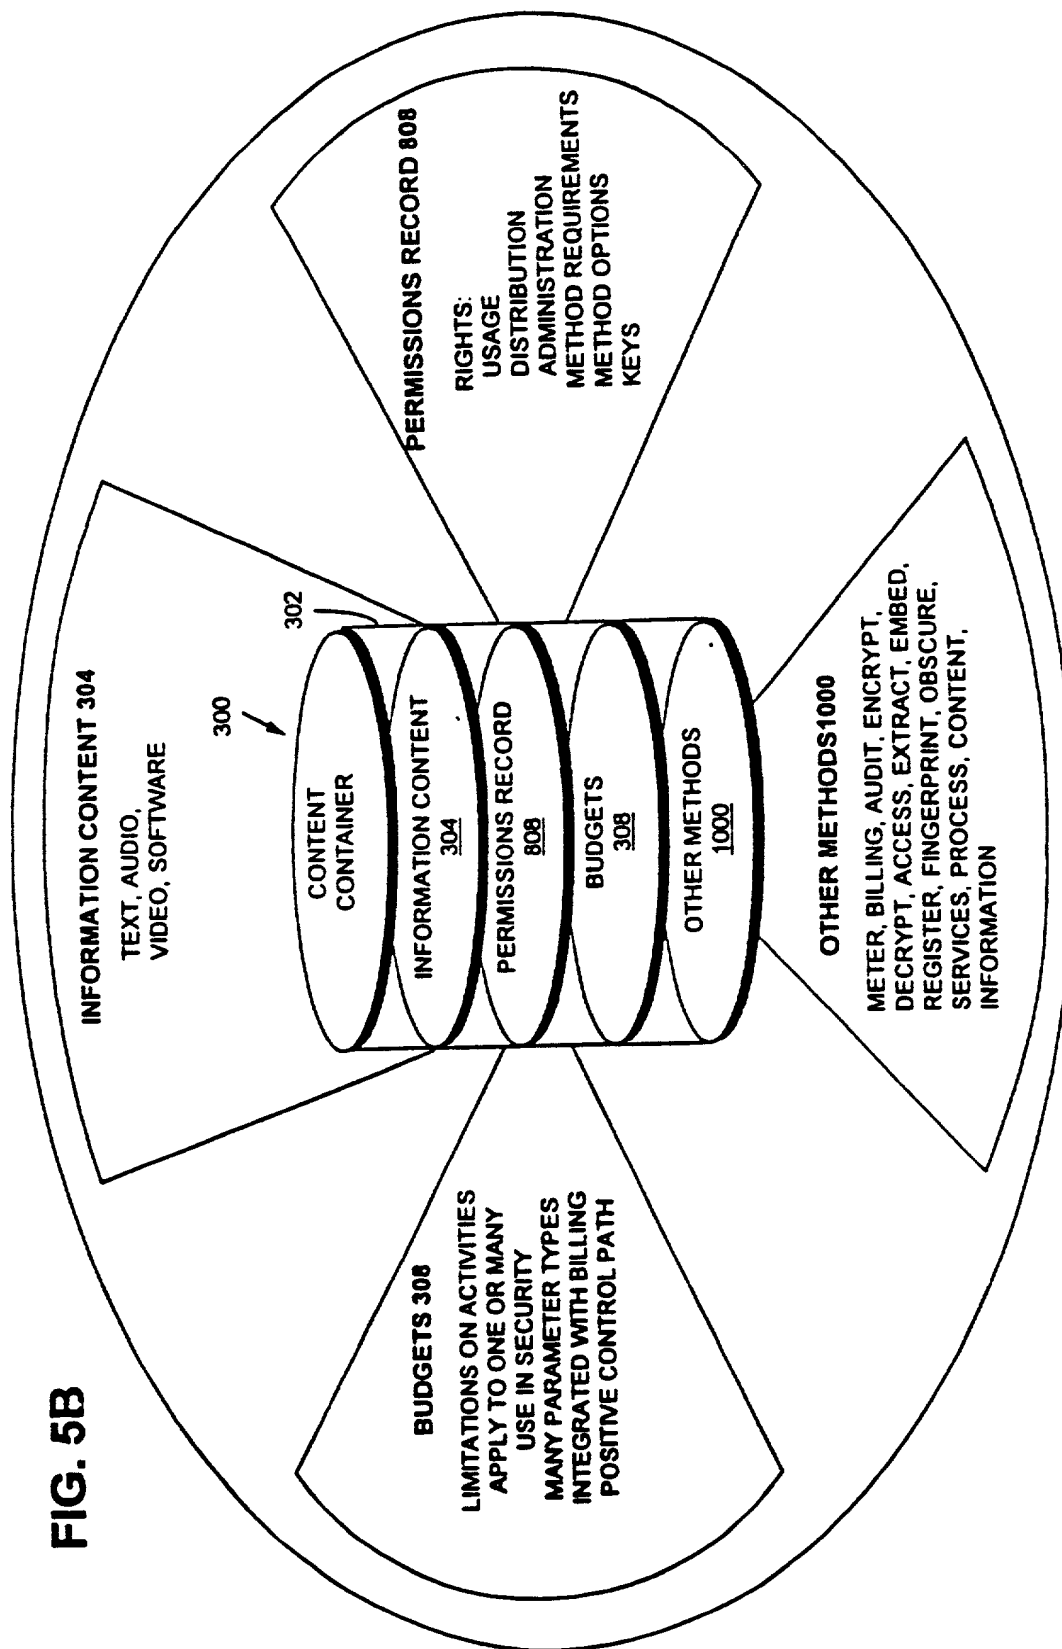 FIG. 5B
INFORMATION CONTENT 304
TEXT, AUDIO,
VIDEO, SOFTWARE
300
302
CONTENT
CONTAINER
INFORMATION CONTENT
304
PERMISSIONS RECORD
808
BUDGETS
308
OTHER METHODS
1000
BUDGETS 308
LIMITATIONS ON ACTIVITIES
APPLY TO ONE OR MANY
USE IN SECURITY
MANY PARAMETER TYPES
INTEGRATED WITH BILLING
POSITIVE CONTROL PATH
PERMISSIONS RECORD 808
RIGHTS:
USAGE
DISTRIBUTION
ADMINISTRATION
METHOD REQUIREMENTS
METHOD OPTIONS
KEYS
OTHER METHODS1000
METER, BILLING, AUDIT, ENCRYPT,
DECRYPT, ACCESS, EXTRACT, EMBED,
REGISTER, FINGERPRINT, OBSCURE,
SERVICES, PROCESS, CONTENT,
INFORMATION